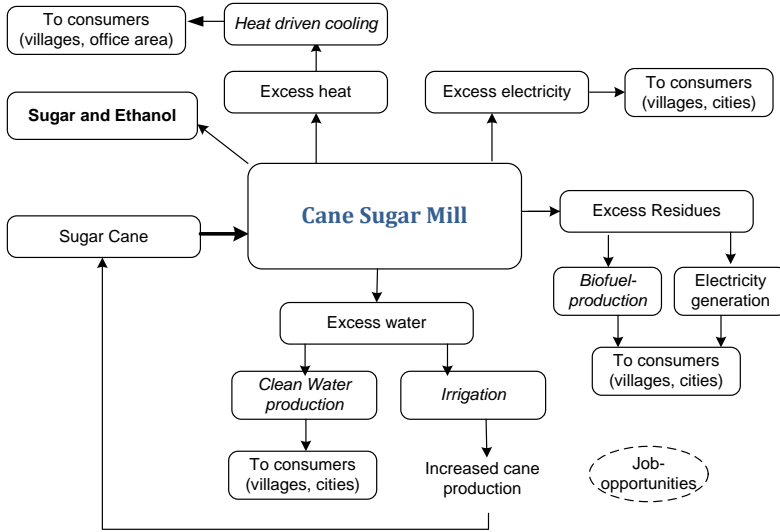 To consumers
(villages, office area)
Heat driven cooling
Excess heat
Excess electricity
To consumers
(villages, cities)
Sugar and Ethanol
Cane Sugar Mill
Sugar Cane
Excess Residues
Biofuel-
production
Electricity
generation
To consumers
(villages, cities)
Excess water
Clean Water
production
Irrigation
To consumers
(villages, cities)
Increased cane
production
Job-
opportunities